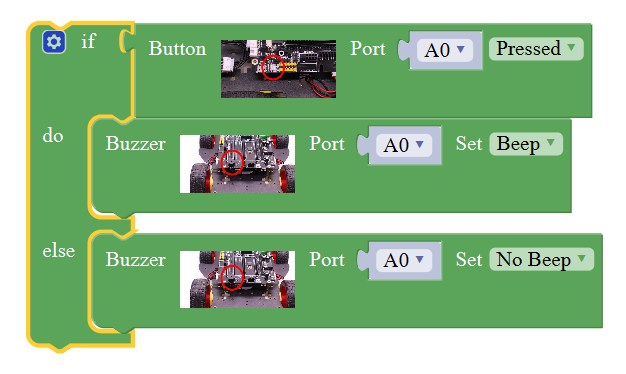 if Button Port A0 Pressed
do Buzzer Port A0 Set Beep
else Buzzer Port A0 Set No Beep